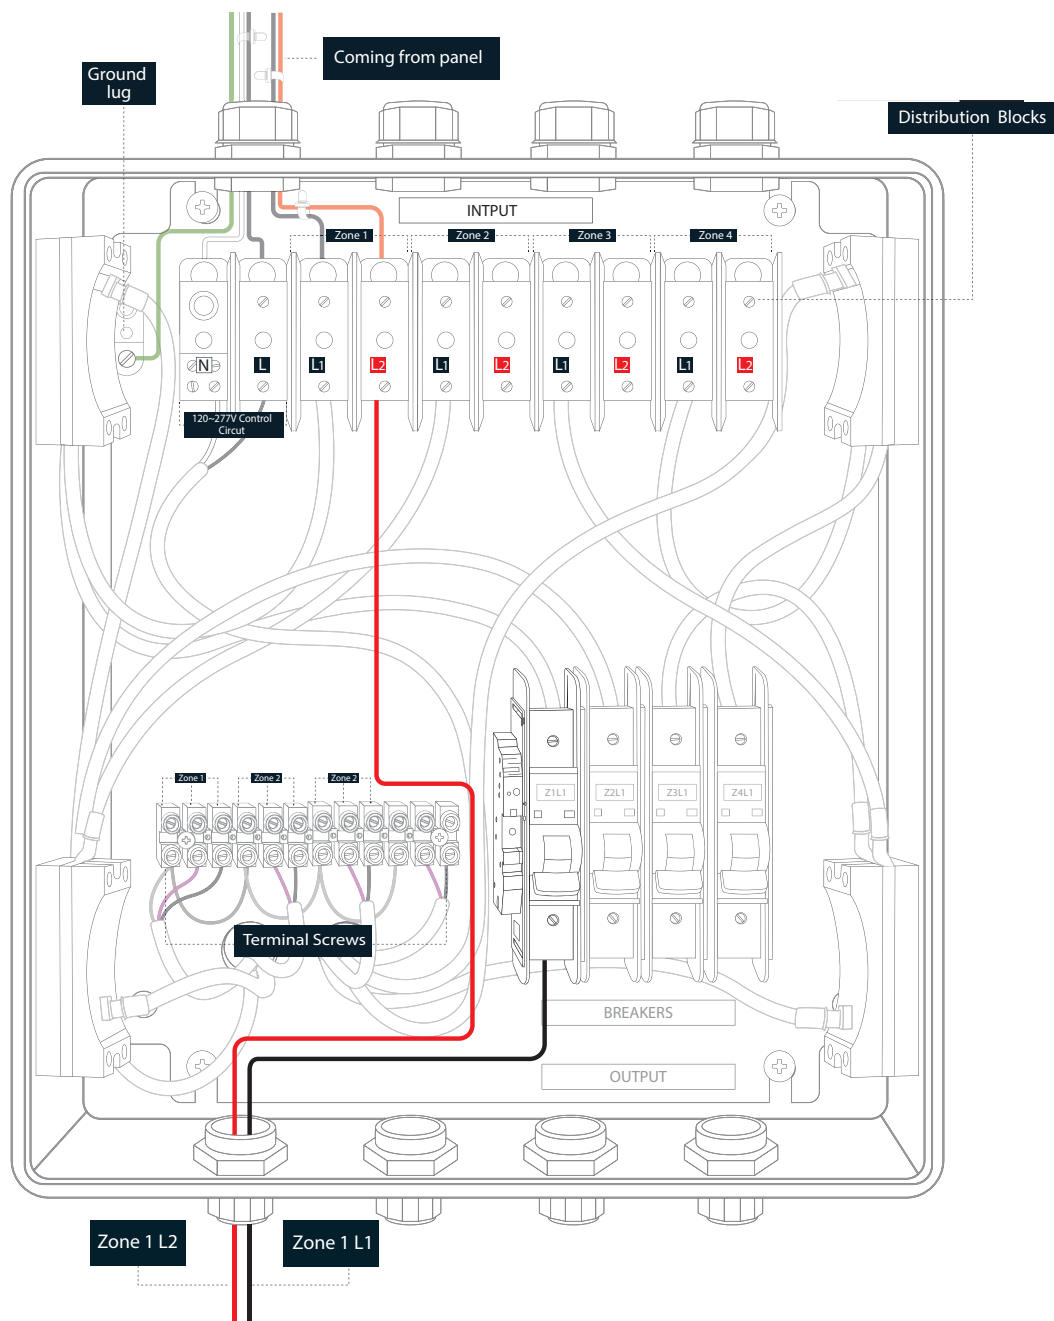 Coming from panel
Ground
lug
Distribution Blocks
INTPUT
Zone 1
Zone 2
Zone 3
Zone 4
N
L
L1
L2
L1
L2
L1
L2
L1
L2
120~277V Control
Circut
Zone 1
Zone 2
Zone 2
Z1L1
Z2L1
Z3L1
Z4L1
Terminal Screws
BREAKERS
OUTPUT
Zone 1 L2
Zone 1 L1